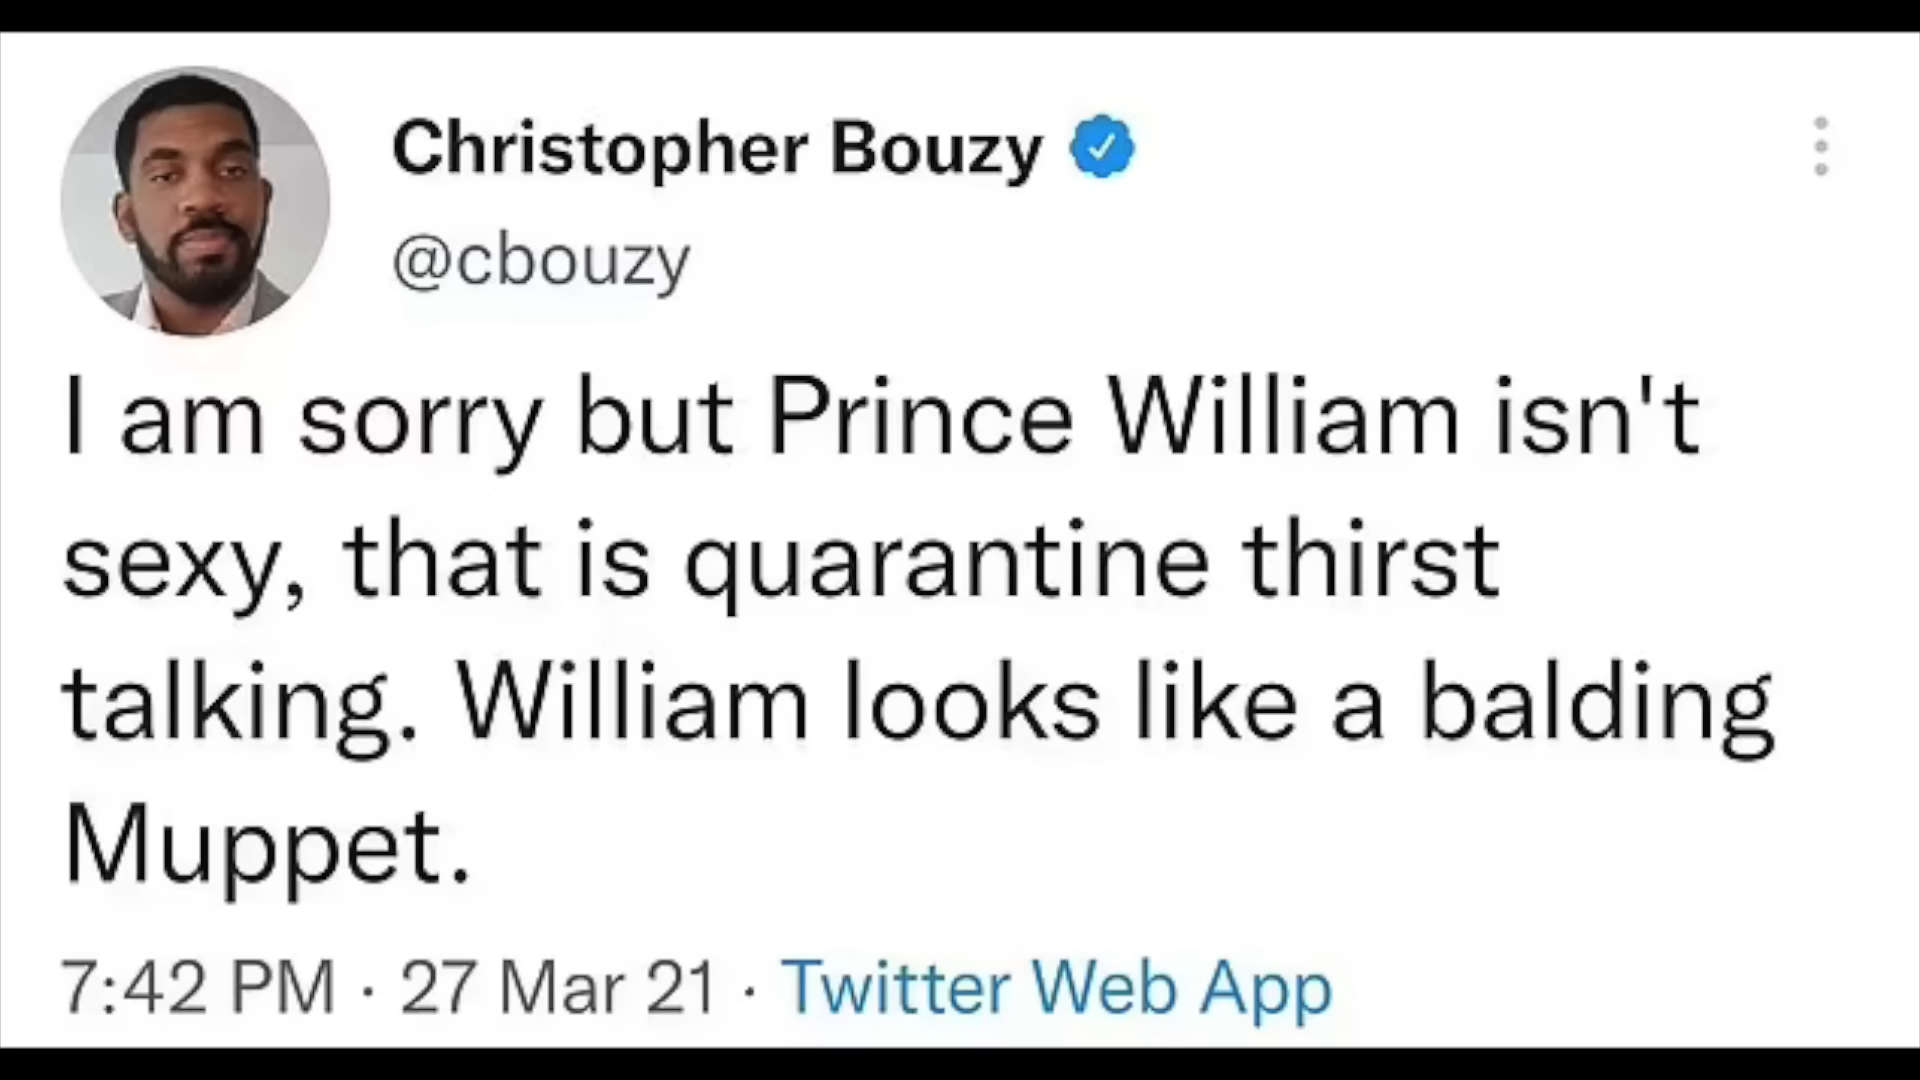 Christopher Bouzy
@cbouzy
I am sorry but Prince William isn't
sexy, that is quarantine thirst
talking. William looks like a balding
Muppet.
7:42 PM · 27 Mar 21 · Twitter Web App